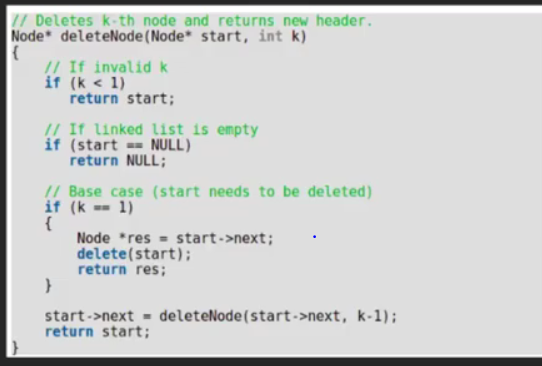 // Deletes k-th node and returns new header.
Node* deleteNode(Node* start, int k)
{
    // If invalid k
    if (k < 1)
       return start;

    // If linked list is empty
    if (start == NULL)
       return NULL;

    // Base case (start needs to be deleted)
    if (k == 1)
    {
        Node *res = start->next;
        delete(start);
        return res;
    }

    start->next = deleteNode(start->next, k-1);
    return start;
}